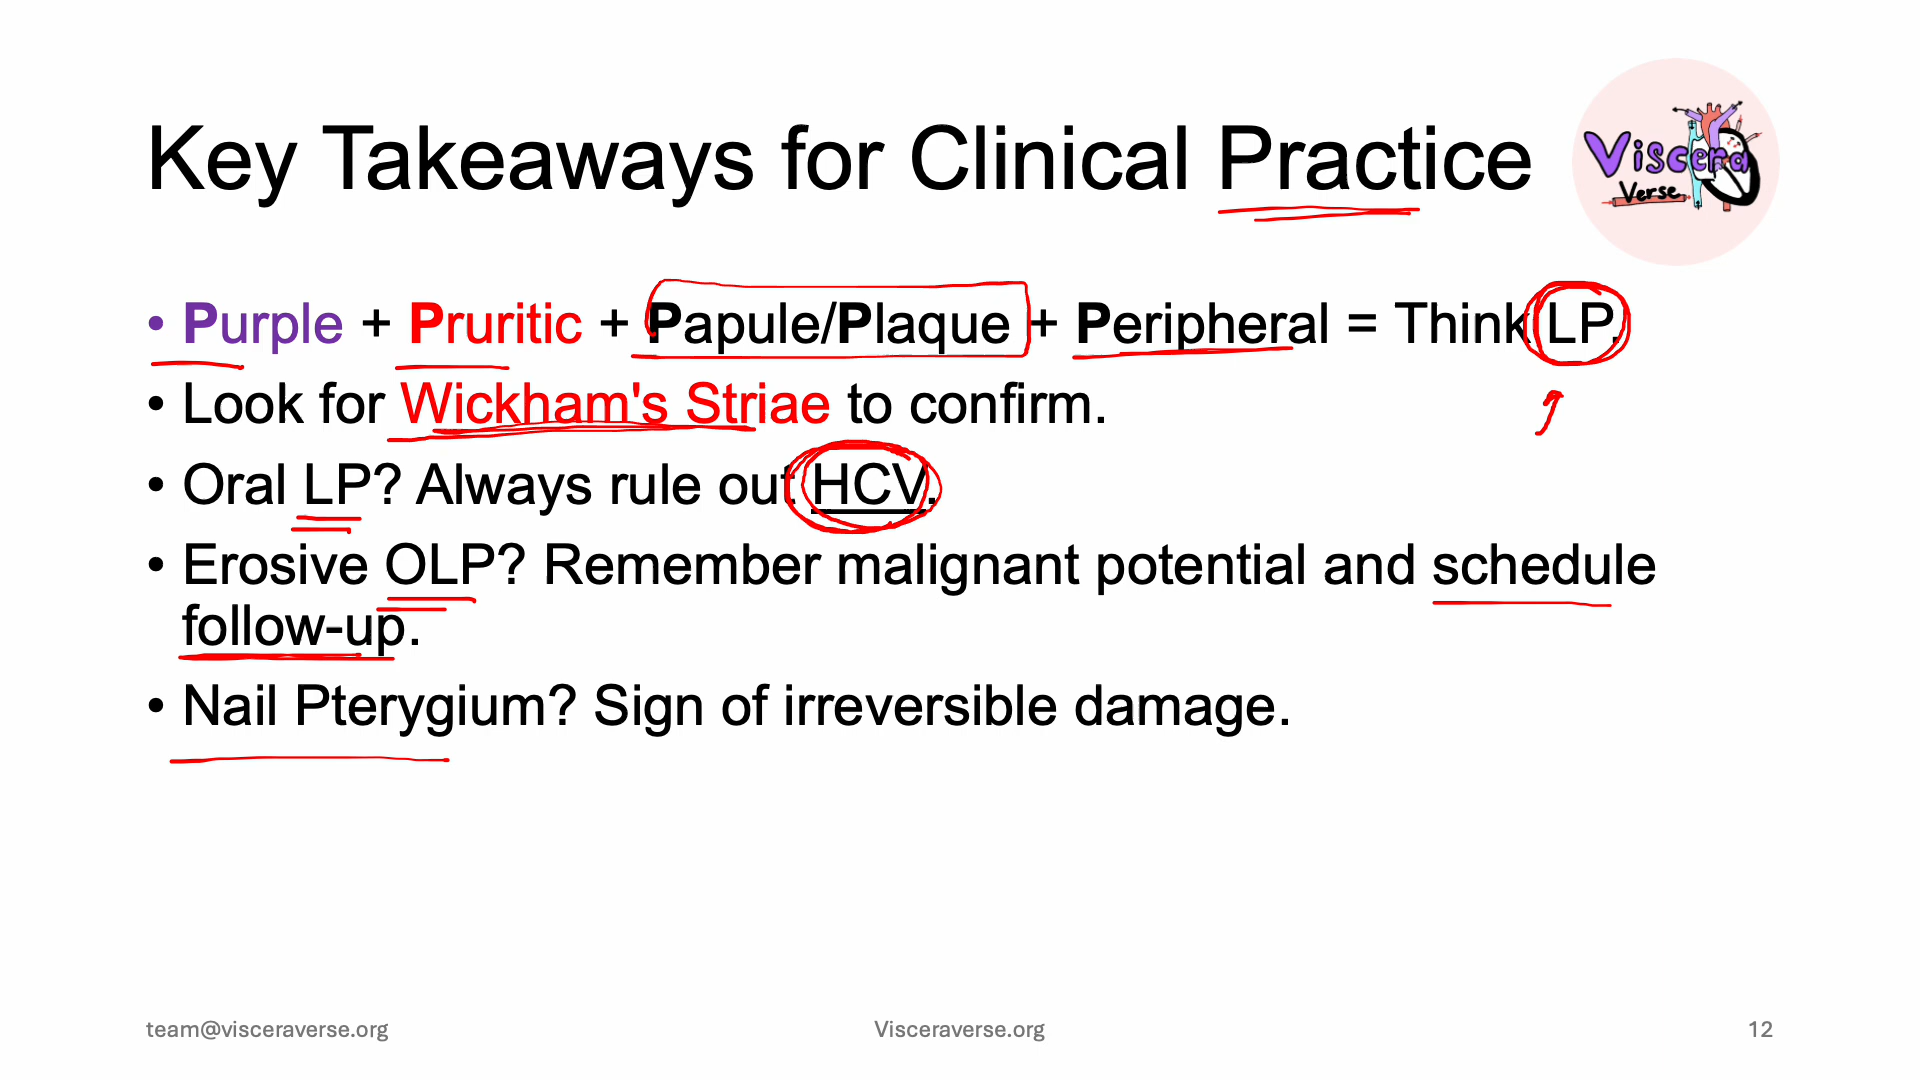 Key Takeaways for Clinical Practice
Viscera
Verse
• Purple + Pruritic + Papule/Plaque + Peripheral = Think LP.
• Look for Wickham's Striae to confirm.
• Oral LP? Always rule out HCV.
• Erosive OLP? Remember malignant potential and schedule
follow-up.
• Nail Pterygium? Sign of irreversible damage.
team@visceraverse.org
Visceraverse.org
12